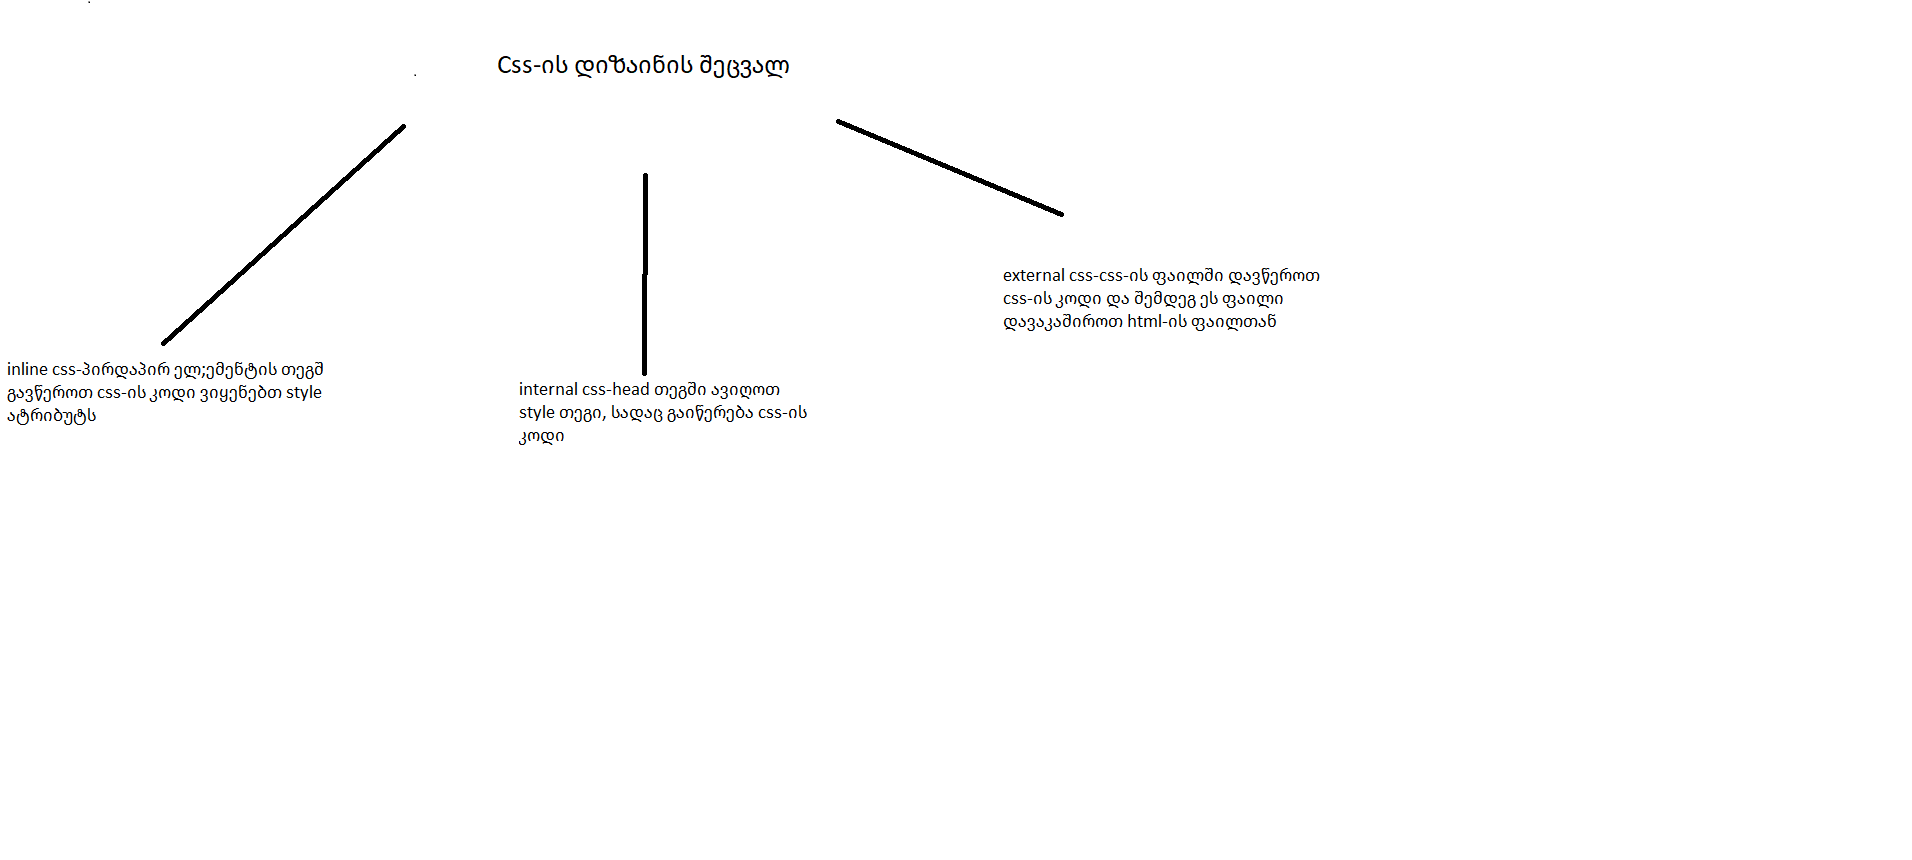 Css-ის დიზაინის შეცვალ
external css-css-ის ფაილში დავწეროთ
css-ის კოდი და შემდეგ ეს ფაილი
დავაკაშიროთ html-ის ფაილთან
inline css-პირდაპირ ელ;ემენტის თეგშ
გავწეროთ css-ის კოდი ვიყენებთ style
ატრიბუტს
internal css-head თეგში ავიღოთ
style თეგი, სადაც გაიწერება css-ის
კოდი